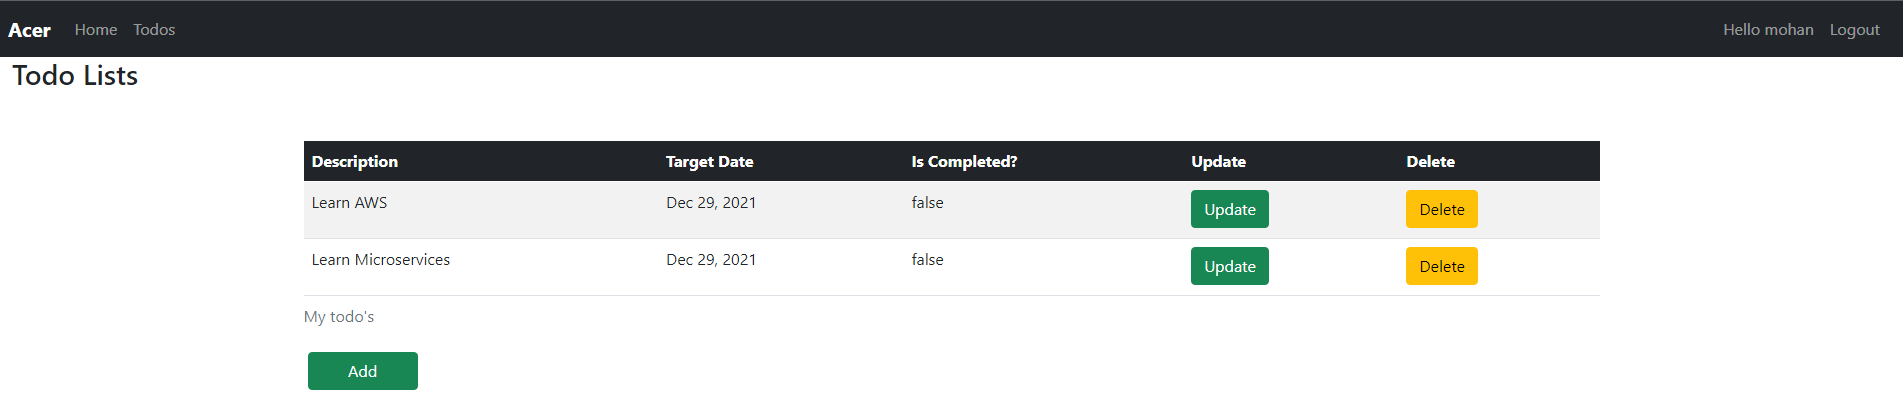 Acer Home Todos Hello mohan Logout
Todo Lists
Description Target Date Is Completed? Update Delete
Learn AWS Dec 29, 2021 false Update Delete
Learn Microservices Dec 29, 2021 false Update Delete
My todo's
Add